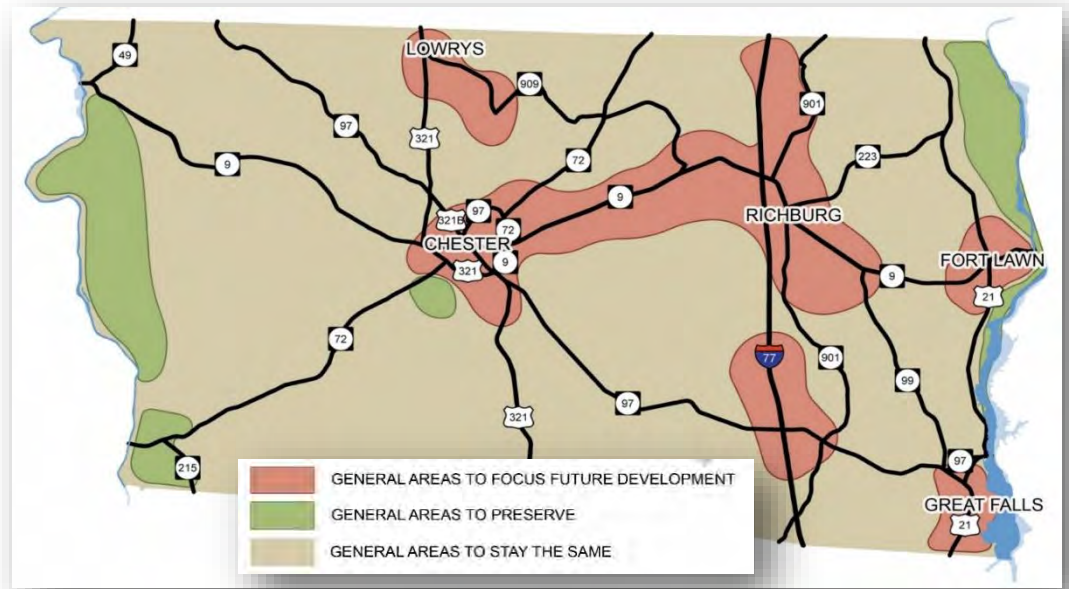 49
LOWRYS
909
901
97
321
9
72
223
9
97
321B
72
RICHBURG
CHESTER
9
321
FORT LAWN
9
21
72
77
901
99
321
97
215
97
GREAT FALLS
21
GENERAL AREAS TO FOCUS FUTURE DEVELOPMENT
GENERAL AREAS TO PRESERVE
GENERAL AREAS TO STAY THE SAME